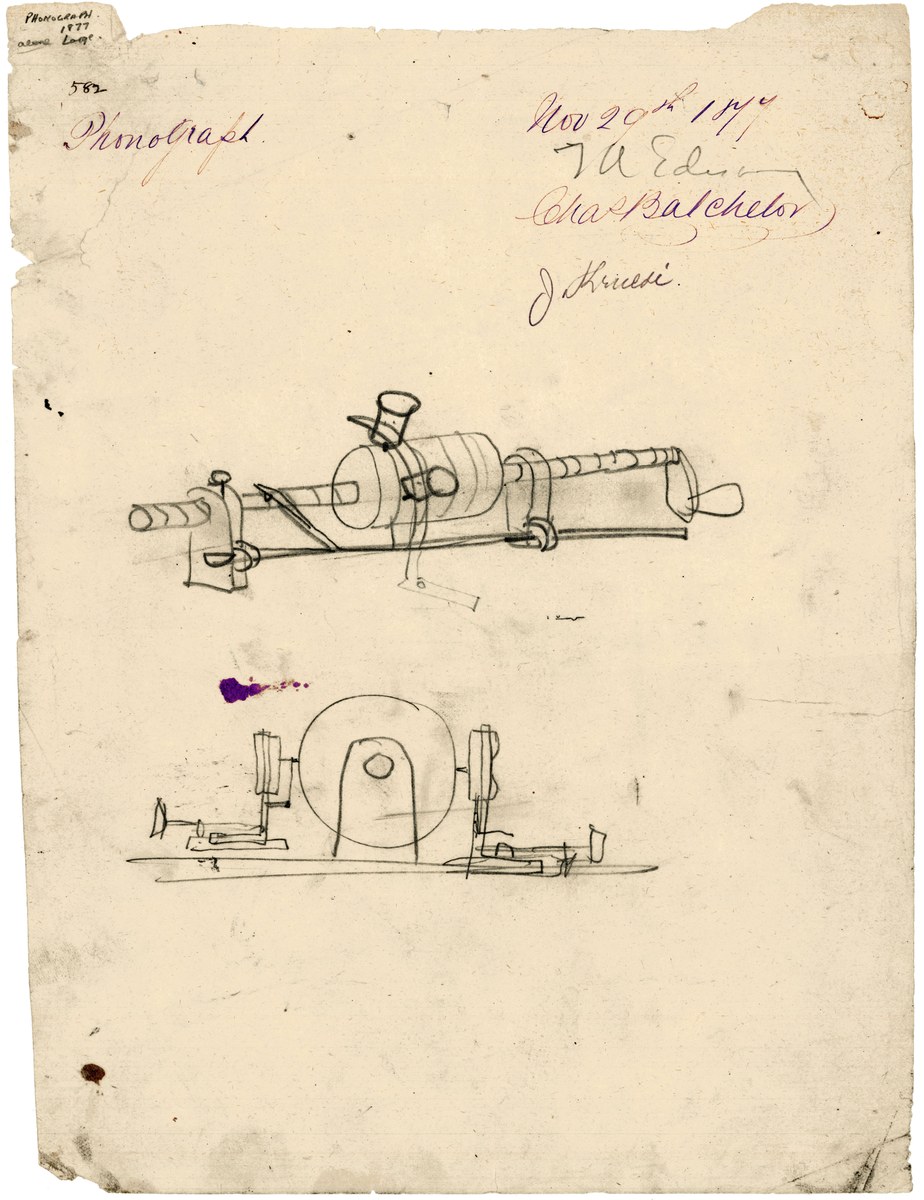 PHONOGRAPH.
1877
582
Phonograph.
Nov 29th 1877
T A Edison
Chas Batchelor
J Kruesi.